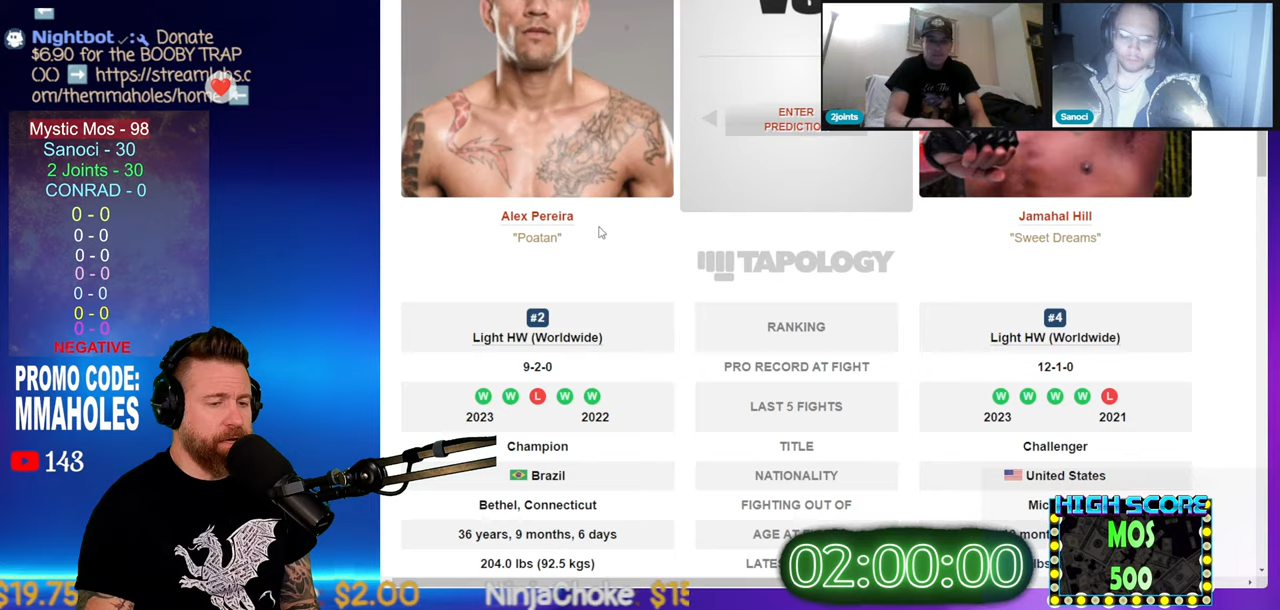 Nightbot Donate
$6.90 for the BOOBY TRAP
()() https://streamlabs.c
om/themmaholes/home
Mystic Mos - 98
Sanoci - 30
2 Joints - 30
CONRAD - 0
0 - 0
0 - 0
0 - 0
0 - 0
0 - 0
0 - 0
0 - 0
NEGATIVE
PROMO CODE:
MMAHOLES
143
2joints
Sanoci
ENTER
Alex Pereira
Jamahal Hill
"Poatan"
"Sweet Dreams"
TAPOLOGY
#2
Light HW (Worldwide)
RANKING
#4
Light HW (Worldwide)
9-2-0
PRO RECORD AT FIGHT
12-1-0
W W L W W
LAST 5 FIGHTS
W W W W L
2023 2022
2023 2021
Champion
TITLE
Challenger
Brazil
NATIONALITY
United States
Bethel, Connecticut
FIGHTING OUT OF
36 years, 9 months, 6 days
204.0 lbs (92.5 kgs)
02:00:00
HIGH SCORE
MOS
500
$19.75
$2.00
NinjaChoke